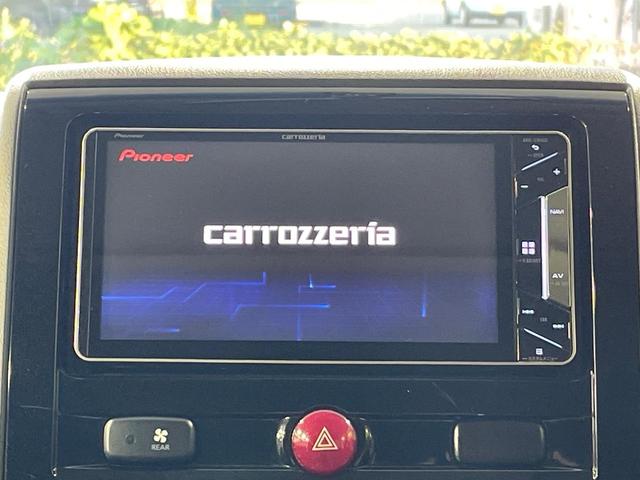 Pioneer
carrozzeria
Pioneer
carrozzeria
NAVI
AV
REAR